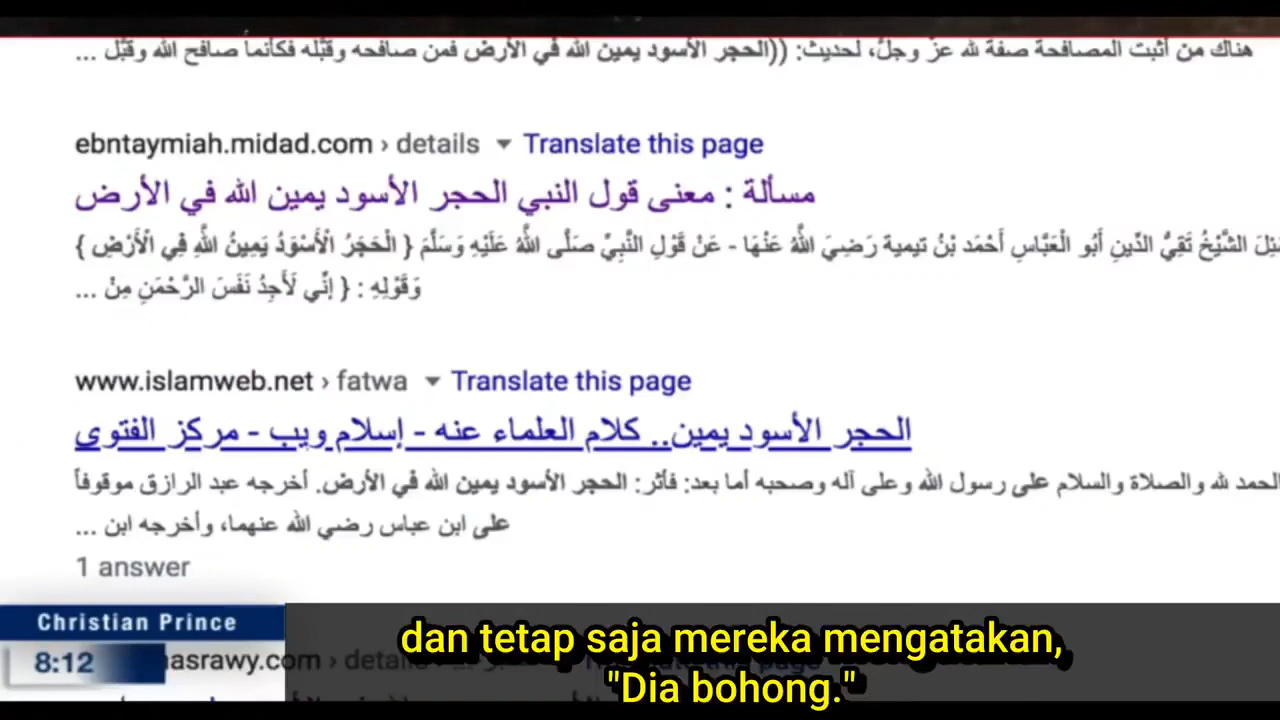 هناك من أثبت المصافحة صفة لله عزّ وجلّ، لحديث: ((الحجر الأسود يمين الله في الأرض فمن صافحه وقبَّله فكأنما صافح الله وقبَّل ...
ebntaymiah.midad.com › details ▾ Translate this page
مسألة : معنى قول النبي الحجر الأسود يمين الله في الأرض
الشَّيْخُ تَقِيُّ الدِّينِ أَبُو الْعَبَّاسِ أَحْمَد بْنُ تيمية رَضِيَ اللَّهُ عَنْهَا - عَنْ قَوْلِ النَّبِيِّ صَلَّى اللَّهُ عَلَيْهِ وَسَلَّمَ { الْحَجَرُ الْأَسْوَدُ يَمِينُ اللَّهِ فِي الْأَرْضِ }
وَقَوْلِهِ : { إنِّي لَأَجِدُ نَفَسَ الرَّحْمَنِ مِنْ ...
www.islamweb.net › fatwa ▾ Translate this page
الحجر الأسود يمين.. كلام العلماء عنه - إسلام ويب - مركز الفتوى
الحمد لله والصلاة والسلام على رسول الله وعلى آله وصحبه أما بعد: فأثر: الحجر الأسود يمين الله في الأرض. أخرجه عبد الرازق موقوفاً
على ابن عباس رضي الله عنهما، وأخرجه ابن ...
1 answer
Christian Prince
8:12
dan tetap saja mereka mengatakan,
"Dia bohong."